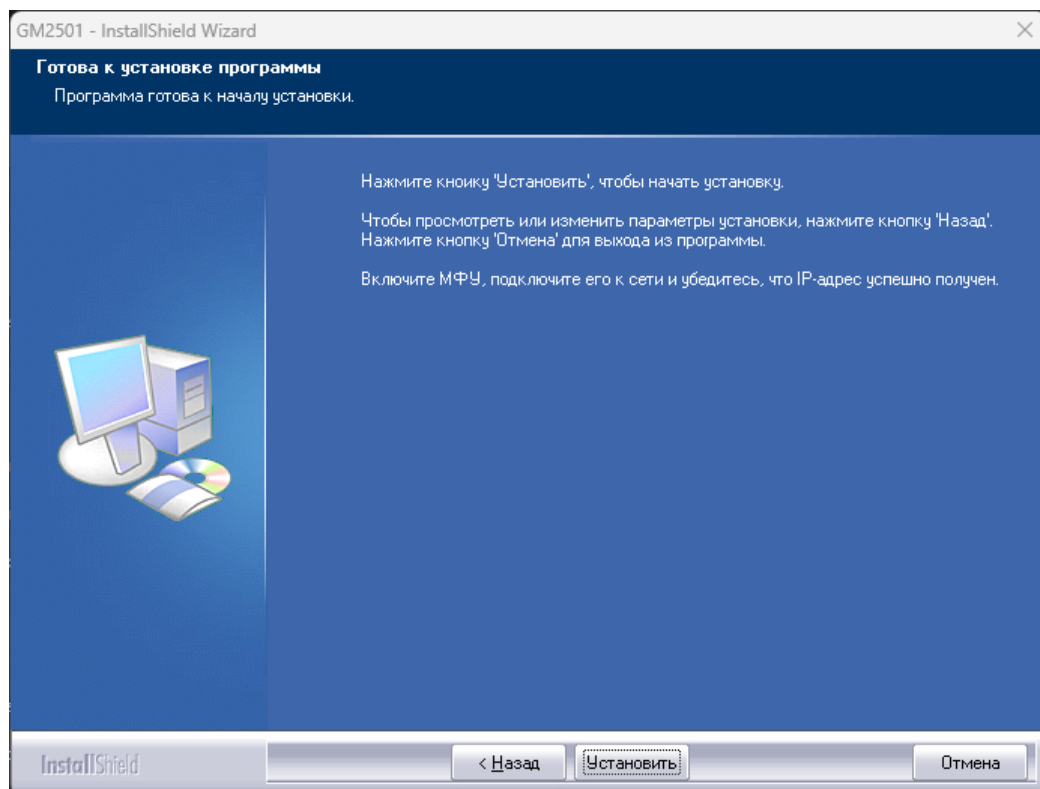 GM2501 - InstallShield Wizard
Готова к установке программы
Программа готова к началу установки.
Нажмите кноику 'Установить', чтобы начать установку.
Чтобы просмотреть или изменить параметры установки, нажмите кнопку 'Назад'.
Нажмите кнопку 'Отмена' для выхода из программы.
Включите МФУ, подключите его к сети и убедитесь, что IP-адрес успешно получен.
InstallShield
< Назад
Установить
Отмена